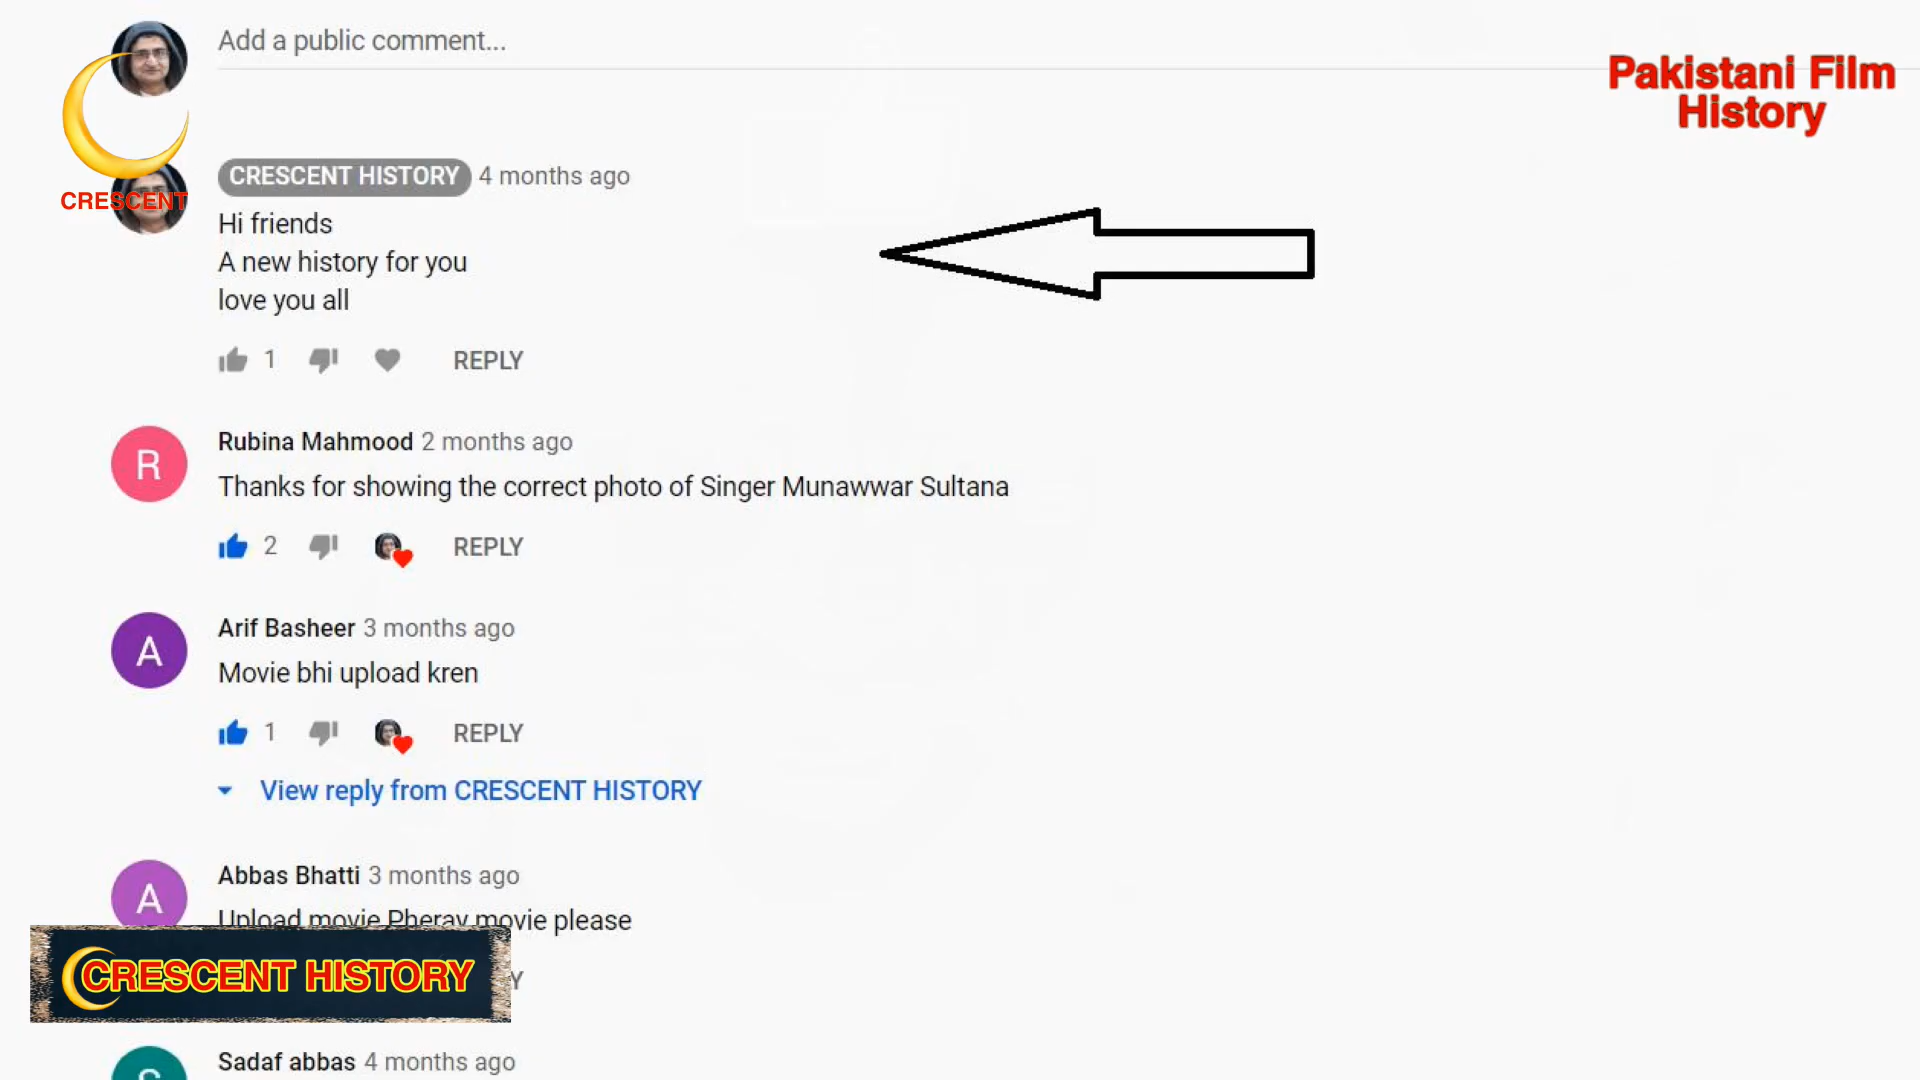 Add a public comment...
Pakistani Film
History
CRESCENT
CRESCENT HISTORY 4 months ago
Hi friends
A new history for you
love you all
1 REPLY
R
Rubina Mahmood 2 months ago
Thanks for showing the correct photo of Singer Munawwar Sultana
2 REPLY
A
Arif Basheer 3 months ago
Movie bhi upload kren
1 REPLY
View reply from CRESCENT HISTORY
A
Abbas Bhatti 3 months ago
Upload movie Pheray movie please
CRESCENT HISTORY
Sadaf abbas 4 months ago